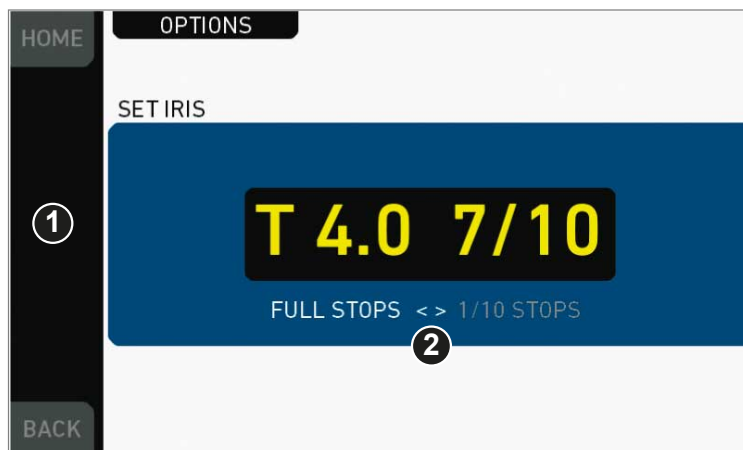 HOME
OPTIONS
SET IRIS
1
T 4.0 7/10
FULL STOPS < > 1/10 STOPS
2
BACK